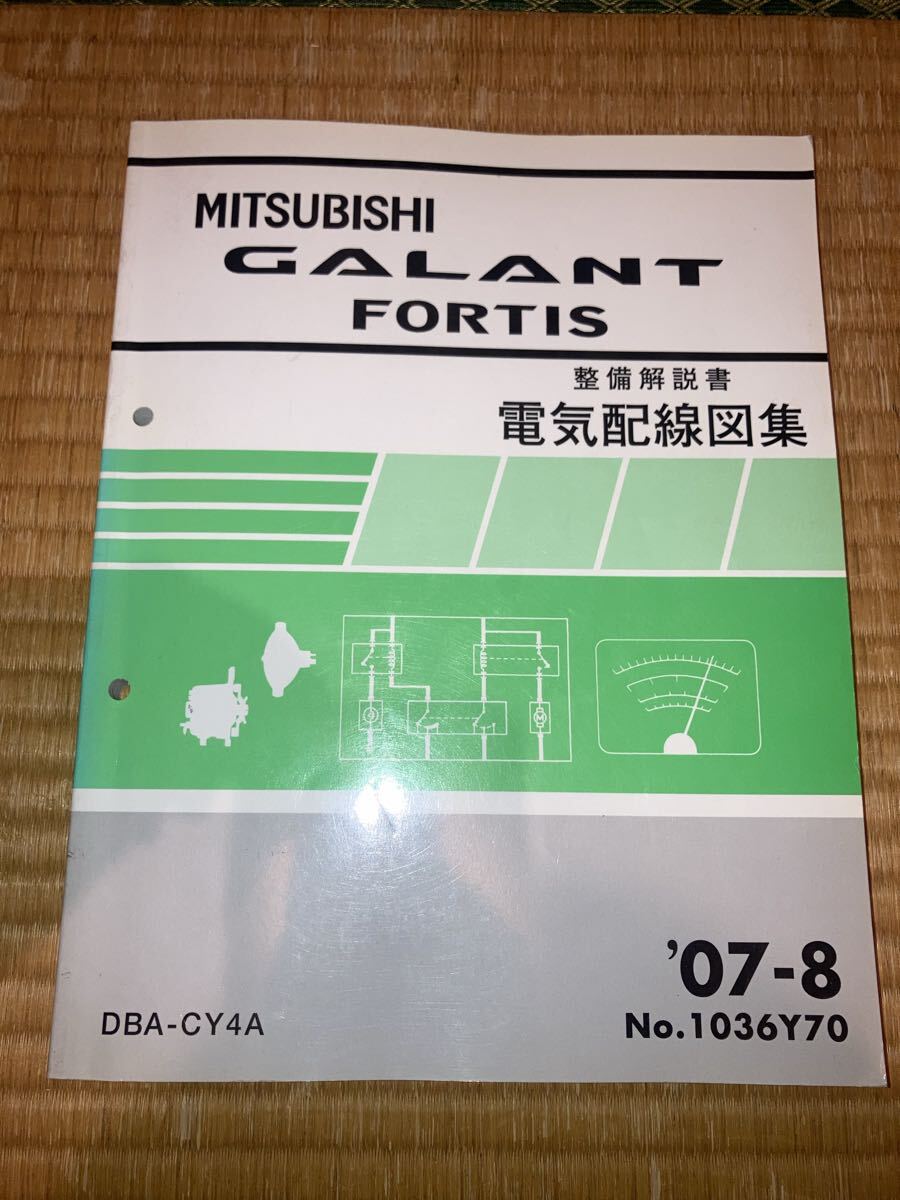 MITSUBISHI
GALANT
FORTIS
整備解説書
電気配線図集
M
'07-8
DBA-CY4A
No.1036Y70